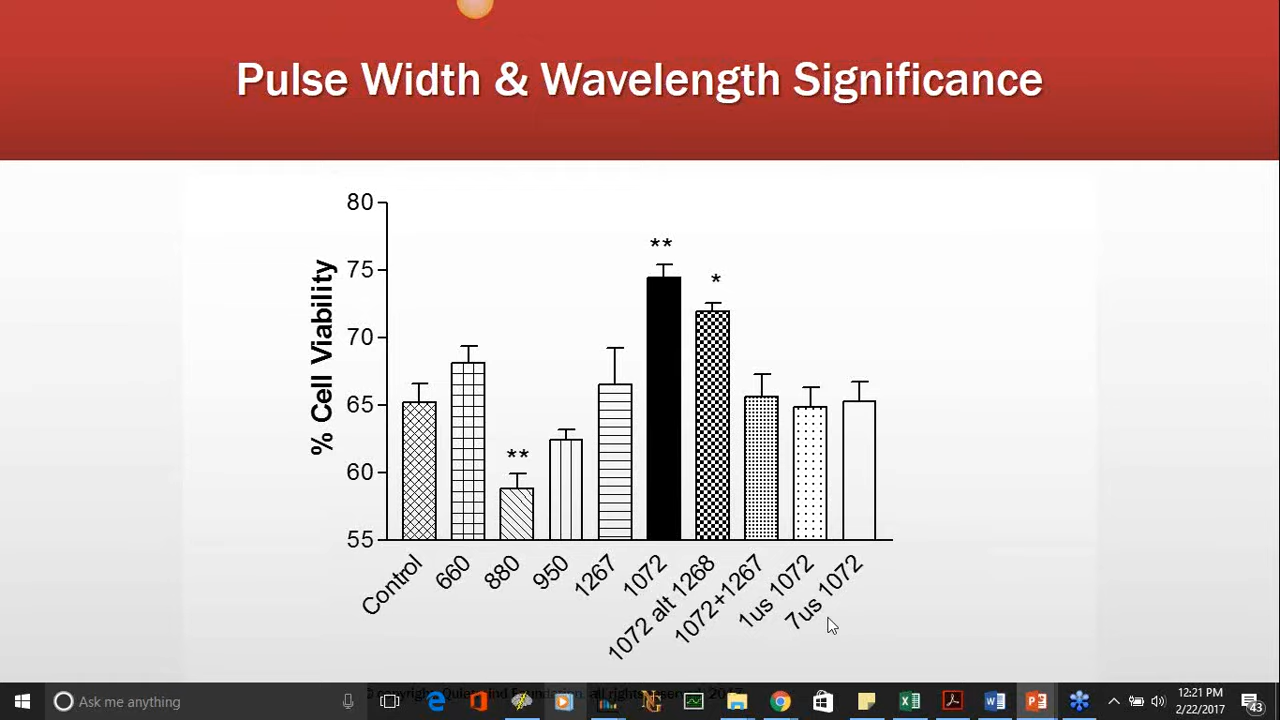 Pulse Width & Wavelength Significance
80
75
70
65
60
55
% Cell Viability
**
**
*
Control
660
880
950
1267
1072
1072 alt 1268
1072+1267
1us 1072
7us 1072
Ask me anything
12:21 PM
2/22/2017
43